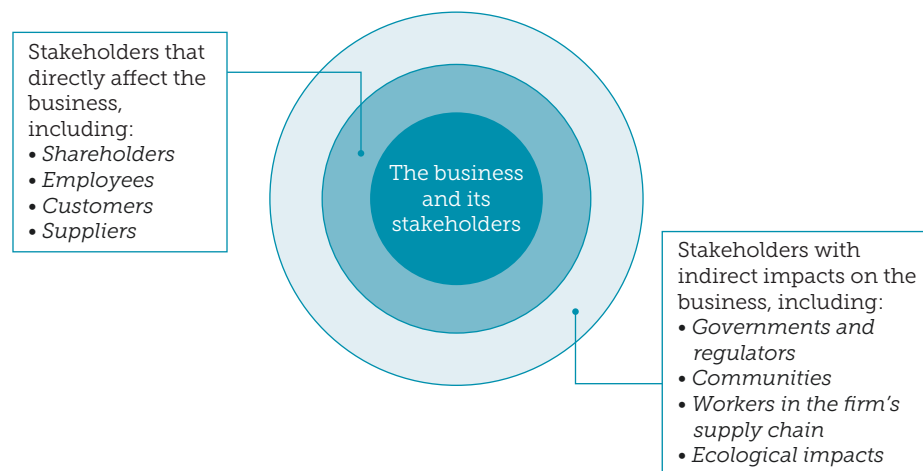 Stakeholders that
directly affect the
business,
including:
• Shareholders
• Employees
• Customers
• Suppliers
The business
and its
stakeholders
Stakeholders with
indirect impacts on the
business, including:
• Governments and
regulators
• Communities
• Workers in the firm’s
supply chain
• Ecological impacts